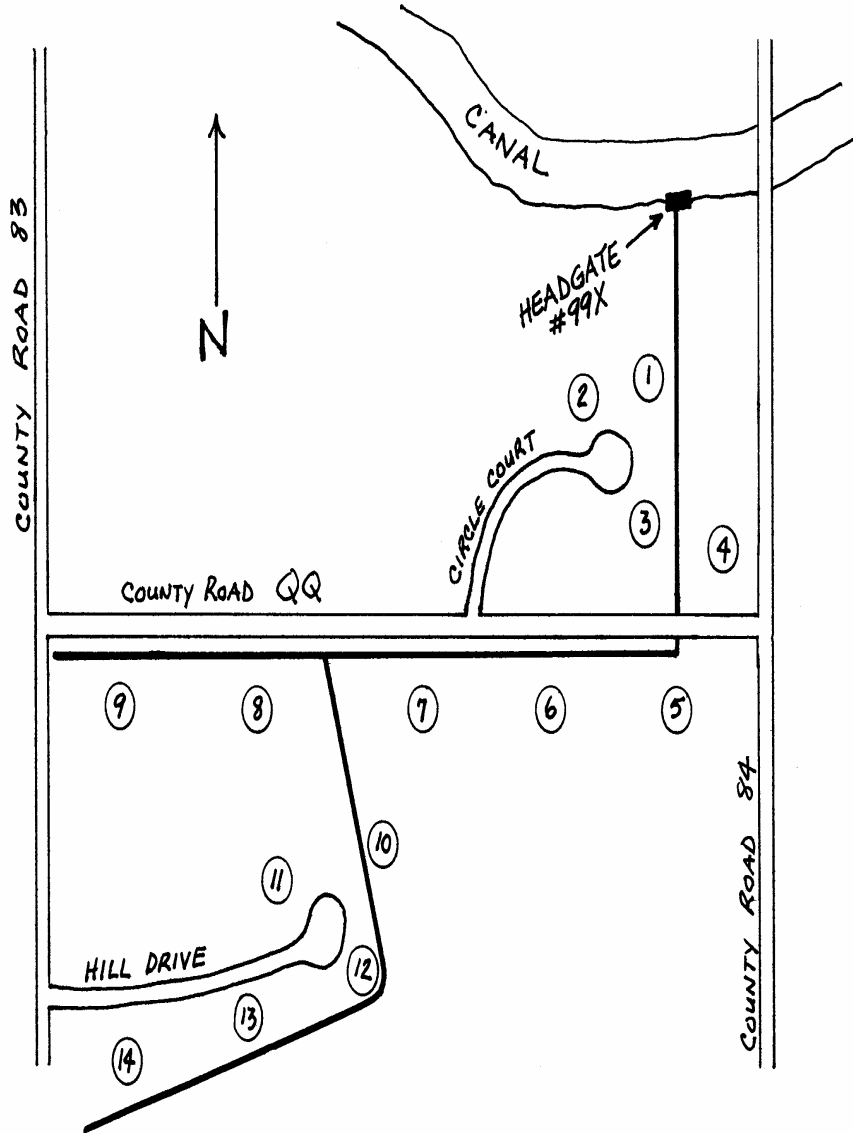 CANAL
COUNTY ROAD 83
N
HEADGATE
#99X
1
2
CIRCLE COURT
3
4
COUNTY ROAD QQ
9
8
7
6
5
COUNTY ROAD 84
10
11
HILL DRIVE
12
13
14